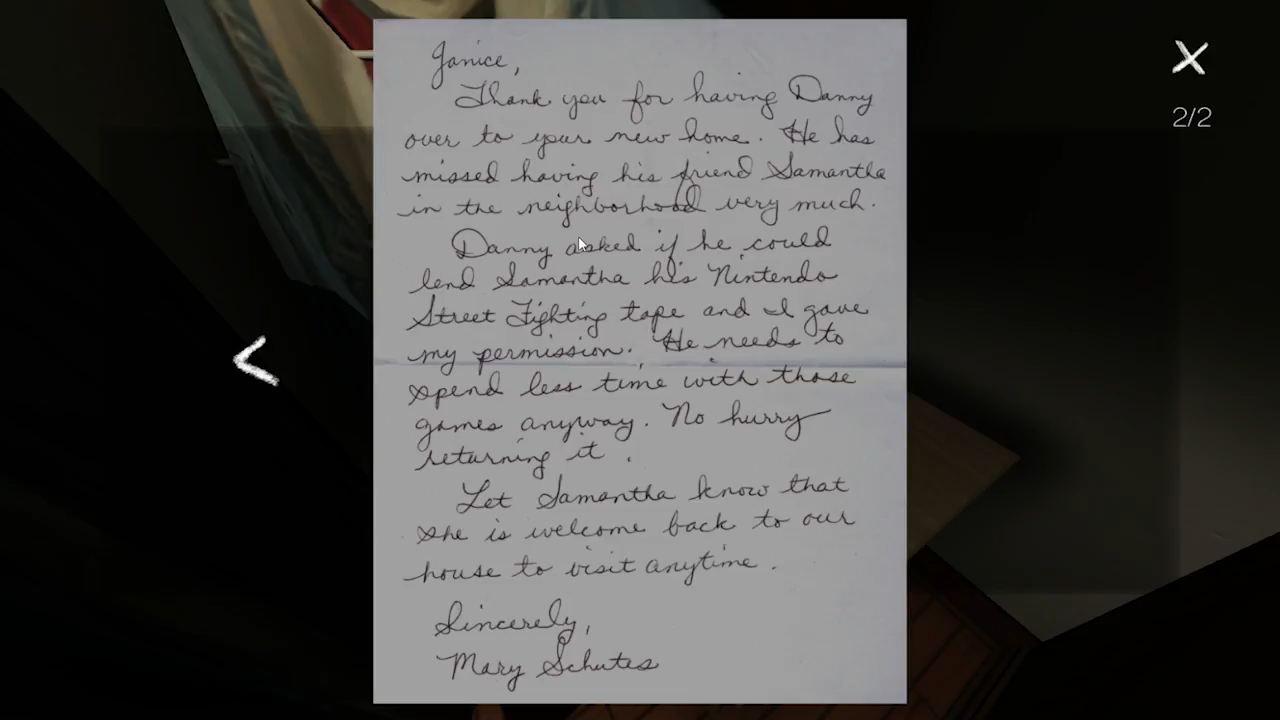 Janice,
Thank you for having Danny
over to your new home. He has
missed having his friend Samantha
in the neighborhood very much.
Danny asked if he could
lend Samantha his Nintendo
Street Fighting tape and I gave
my permission. He needs to
spend less time with those
games anyway. No hurry
returning it.
Let Samantha know that
she is welcome back to our
house to visit anytime.
Sincerely,
Mary Schutes
2/2